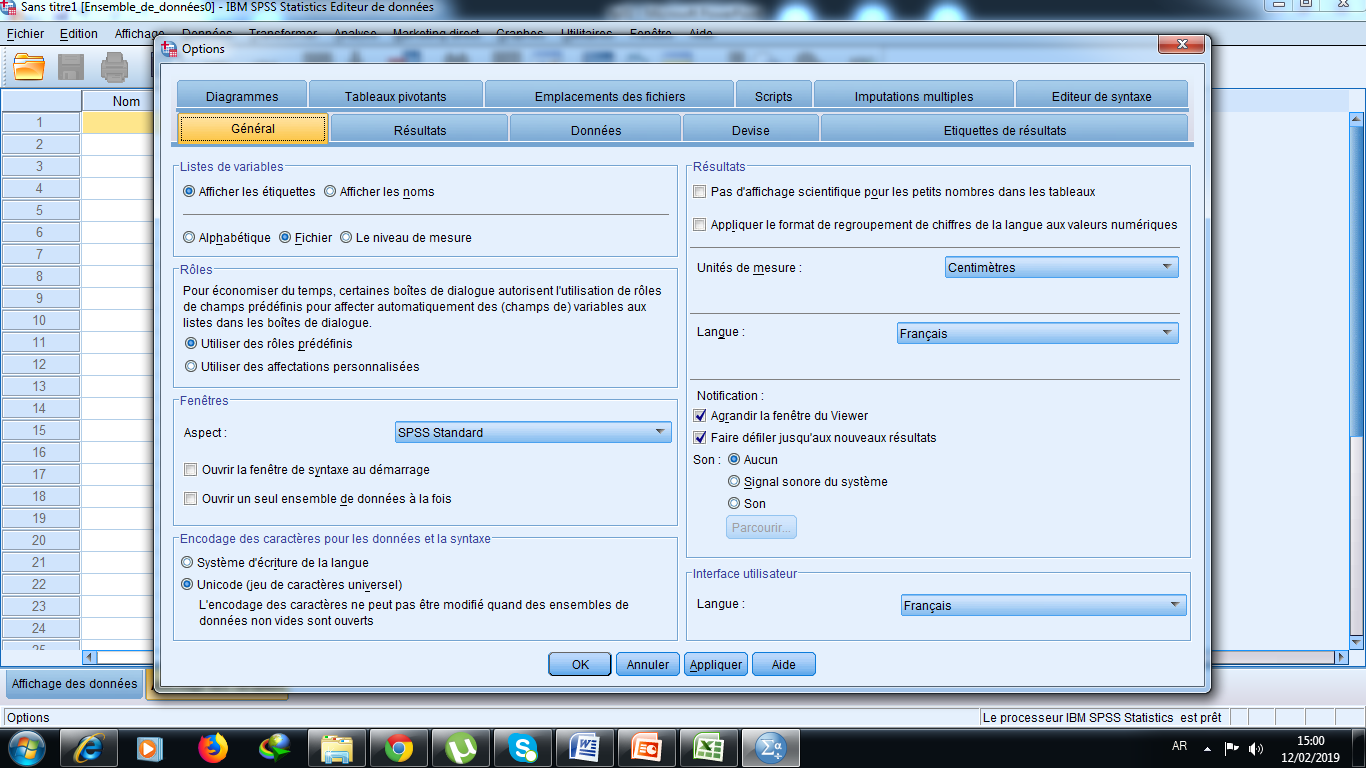 Sans titre1 [Ensemble_de_données0] - IBM SPSS Statistics Editeur de données
Fichier Edition Affichage Données Transformer Analyse Marketing direct Graphes Utilitaires Fenêtre Aide
Options
Diagrammes Tableaux pivotants Emplacements des fichiers Scripts Imputations multiples Editeur de syntaxe
Général Résultats Données Devise Etiquettes de résultats
Nom
1
2
3
4
5
6
7
8
9
10
11
12
13
14
15
16
17
18
19
20
21
22
23
24
25
Listes de variables
Afficher les étiquettes Afficher les noms
Alphabétique Fichier Le niveau de mesure
Rôles
Pour économiser du temps, certaines boîtes de dialogue autorisent l'utilisation de rôles
de champs prédéfinis pour affecter automatiquement des (champs de) variables aux
listes dans les boîtes de dialogue.
Utiliser des rôles prédéfinis
Utiliser des affectations personnalisées
Fenêtres
Aspect : SPSS Standard
Ouvrir la fenêtre de syntaxe au démarrage
Ouvrir un seul ensemble de données à la fois
Encodage des caractères pour les données et la syntaxe
Système d'écriture de la langue
Unicode (jeu de caractères universel)
L'encodage des caractères ne peut pas être modifié quand des ensembles de
données non vides sont ouverts
Résultats
Pas d'affichage scientifique pour les petits nombres dans les tableaux
Appliquer le format de regroupement de chiffres de la langue aux valeurs numériques
Unités de mesure : Centimètres
Langue : Français
Notification :
Agrandir la fenêtre du Viewer
Faire défiler jusqu'aux nouveaux résultats
Son : Aucun
Signal sonore du système
Son
Parcourir...
Interface utilisateur
Langue : Français
OK Annuler Appliquer Aide
Affichage des données
Options Le processeur IBM SPSS Statistics est prêt
AR 15:00
12/02/2019